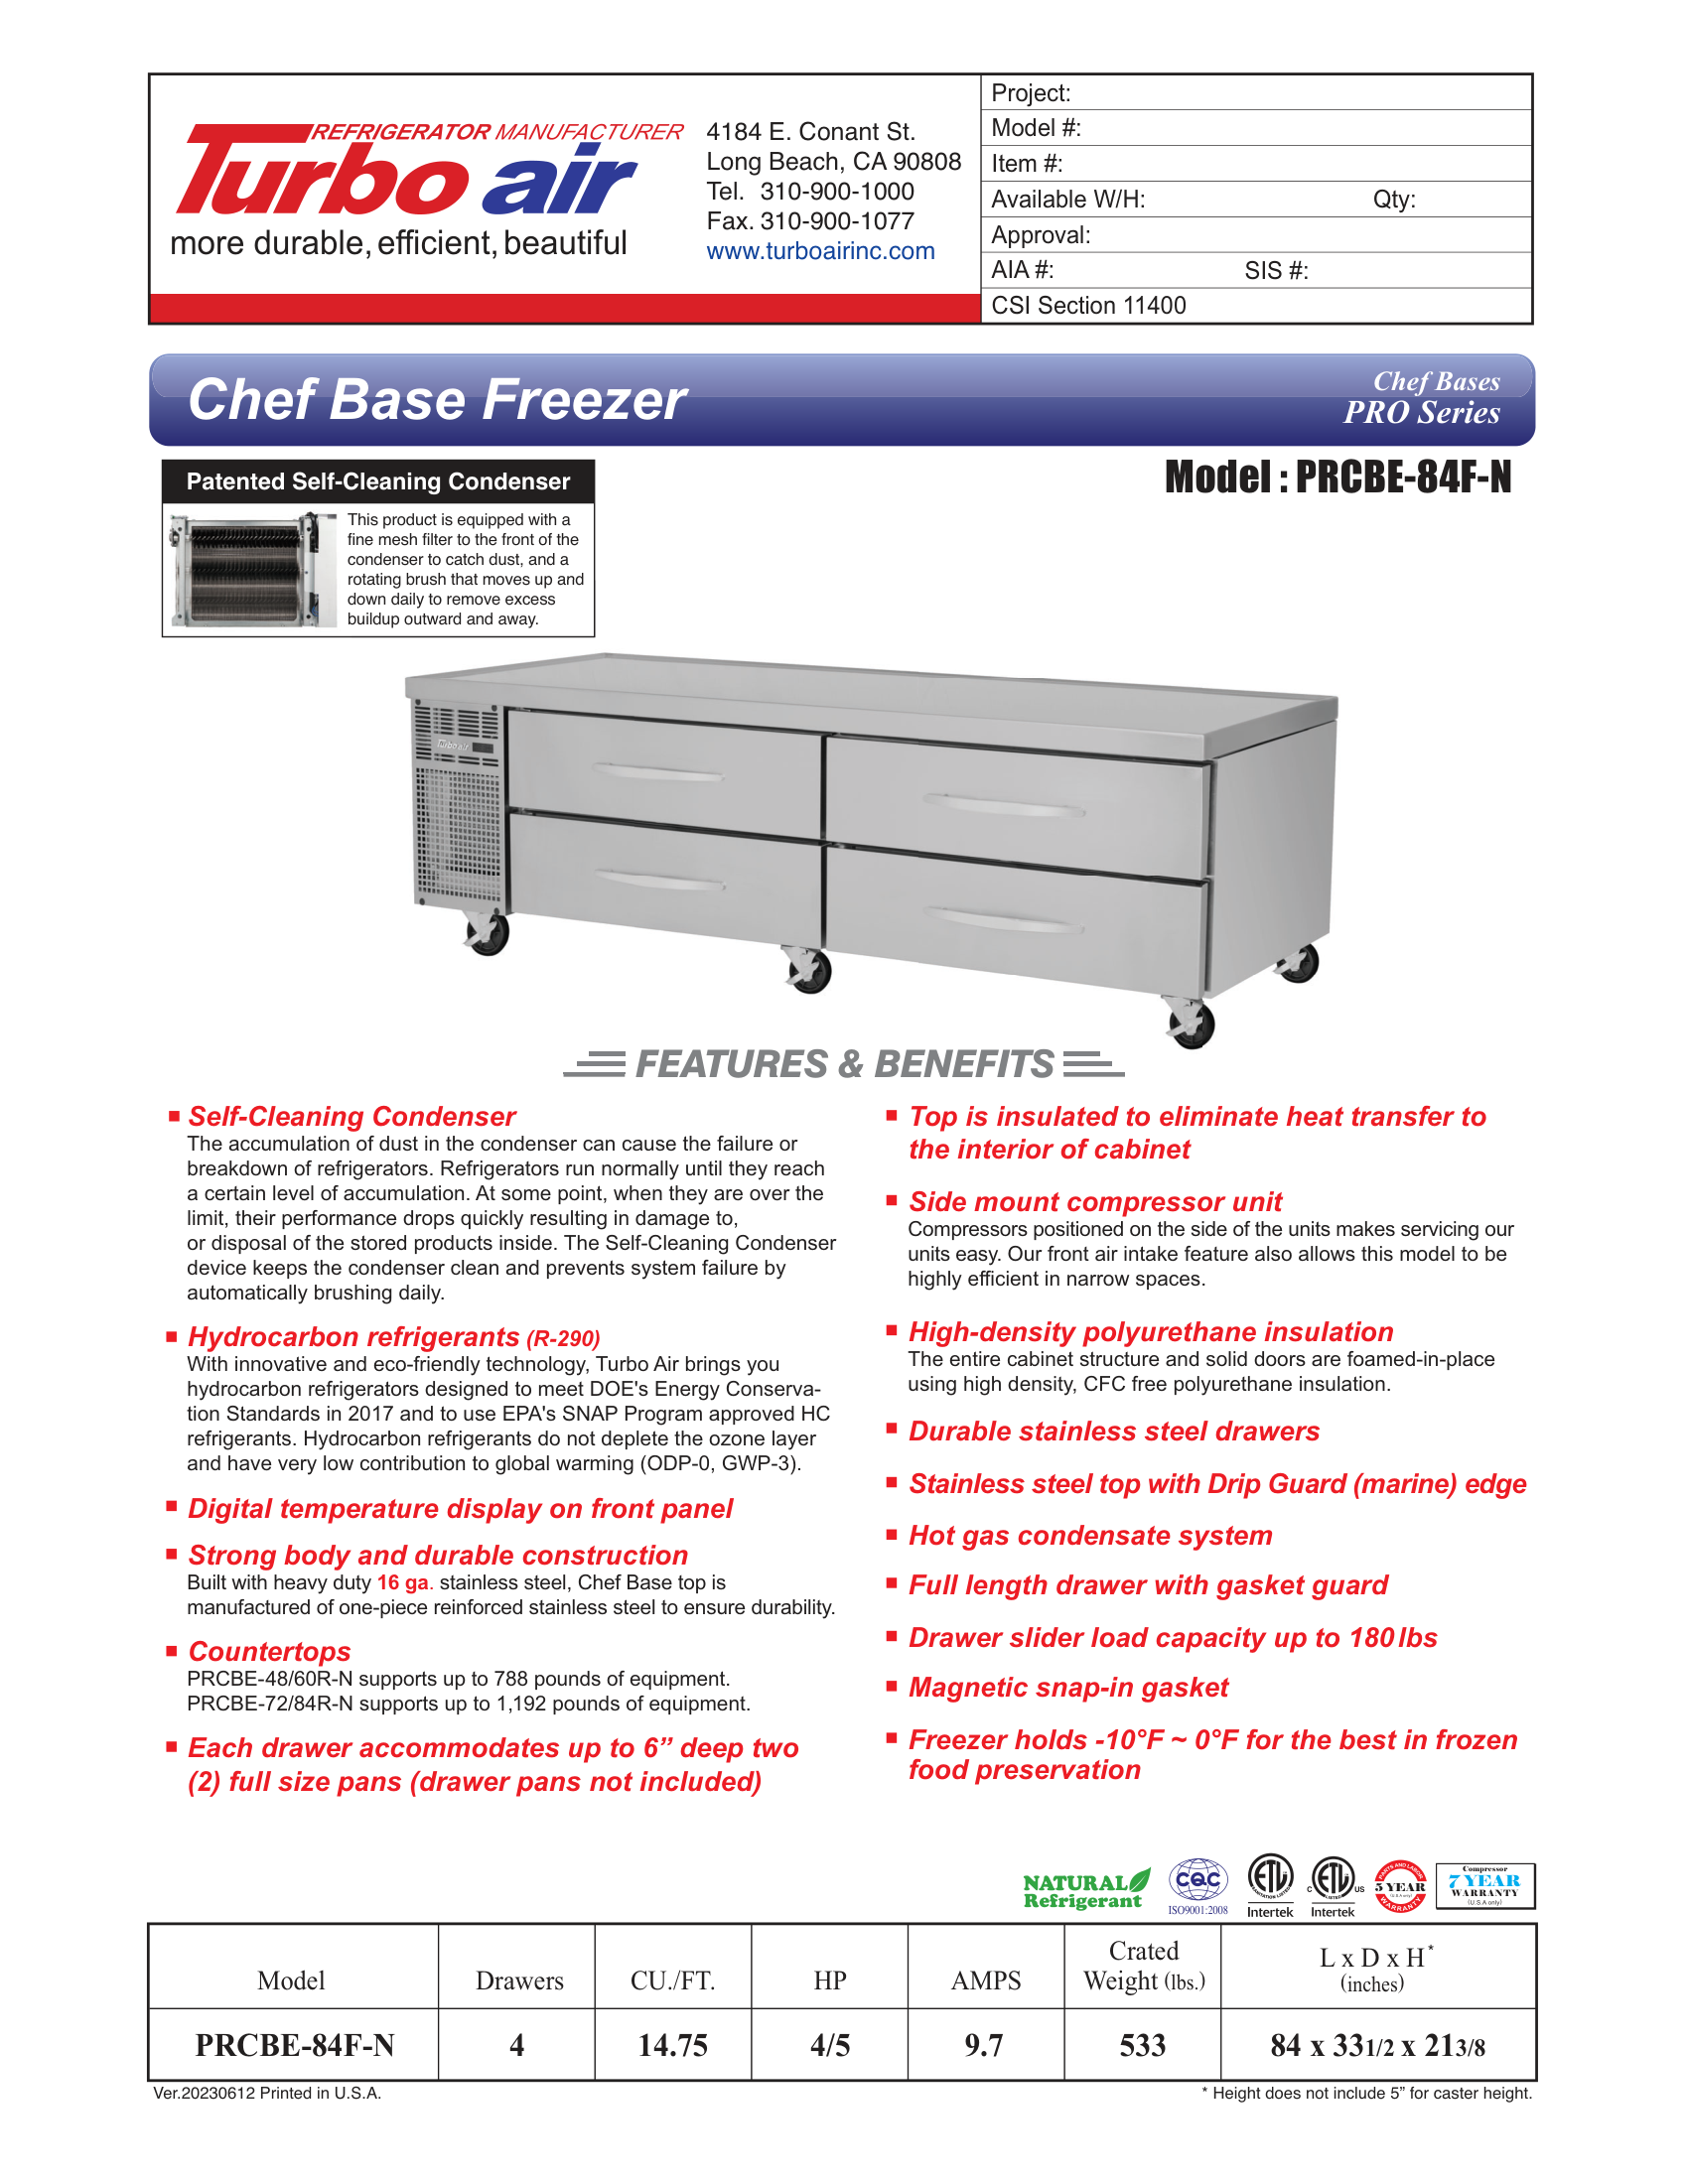 REFRIGERATOR MANUFACTURER
Turbo air
more durable, efficient, beautiful
4184 E. Conant St.
Long Beach, CA 90808
Tel. 310-900-1000
Fax. 310-900-1077
www.turboairinc.com
Project:
Model #:
Item #:
Available W/H: Qty:
Approval:
AIA #: SIS #:
CSI Section 11400
Chef Base Freezer
Chef Bases
PRO Series
Patented Self-Cleaning Condenser
This product is equipped with a
fine mesh filter to the front of the
condenser to catch dust, and a
rotating brush that moves up and
down daily to remove excess
buildup outward and away.
Model : PRCBE-84F-N
Turbo air
FEATURES & BENEFITS
Self-Cleaning Condenser
The accumulation of dust in the condenser can cause the failure or
breakdown of refrigerators. Refrigerators run normally until they reach
a certain level of accumulation. At some point, when they are over the
limit, their performance drops quickly resulting in damage to,
or disposal of the stored products inside. The Self-Cleaning Condenser
device keeps the condenser clean and prevents system failure by
automatically brushing daily.
Hydrocarbon refrigerants (R-290)
With innovative and eco-friendly technology, Turbo Air brings you
hydrocarbon refrigerators designed to meet DOE's Energy Conserva-
tion Standards in 2017 and to use EPA's SNAP Program approved HC
refrigerants. Hydrocarbon refrigerants do not deplete the ozone layer
and have very low contribution to global warming (ODP-0, GWP-3).
Digital temperature display on front panel
Strong body and durable construction
Built with heavy duty 16 ga. stainless steel, Chef Base top is
manufactured of one-piece reinforced stainless steel to ensure durability.
Countertops
PRCBE-48/60R-N supports up to 788 pounds of equipment.
PRCBE-72/84R-N supports up to 1,192 pounds of equipment.
Each drawer accommodates up to 6” deep two
(2) full size pans (drawer pans not included)
Top is insulated to eliminate heat transfer to
the interior of cabinet
Side mount compressor unit
Compressors positioned on the side of the units makes servicing our
units easy. Our front air intake feature also allows this model to be
highly efficient in narrow spaces.
High-density polyurethane insulation
The entire cabinet structure and solid doors are foamed-in-place
using high density, CFC free polyurethane insulation.
Durable stainless steel drawers
Stainless steel top with Drip Guard (marine) edge
Hot gas condensate system
Full length drawer with gasket guard
Drawer slider load capacity up to 180 lbs
Magnetic snap-in gasket
Freezer holds -10°F ~ 0°F for the best in frozen
food preservation
NATURAL
Refrigerant
CQC
ISO9001:2008
ETL
SANITATION LISTED
Intertek
C ETL US
LISTED
Intertek
PARTS AND LABOR
5 YEAR
(U.S.A only)
WARRANTY
Compressor
7 YEAR
WARRANTY
(U.S.A only)
Model Drawers CU./FT. HP AMPS Crated Weight (lbs.) L x D x H* (inches)
PRCBE-84F-N 4 14.75 4/5 9.7 533 84 x 331/2 x 213/8
Ver.20230612 Printed in U.S.A.
* Height does not include 5” for caster height.